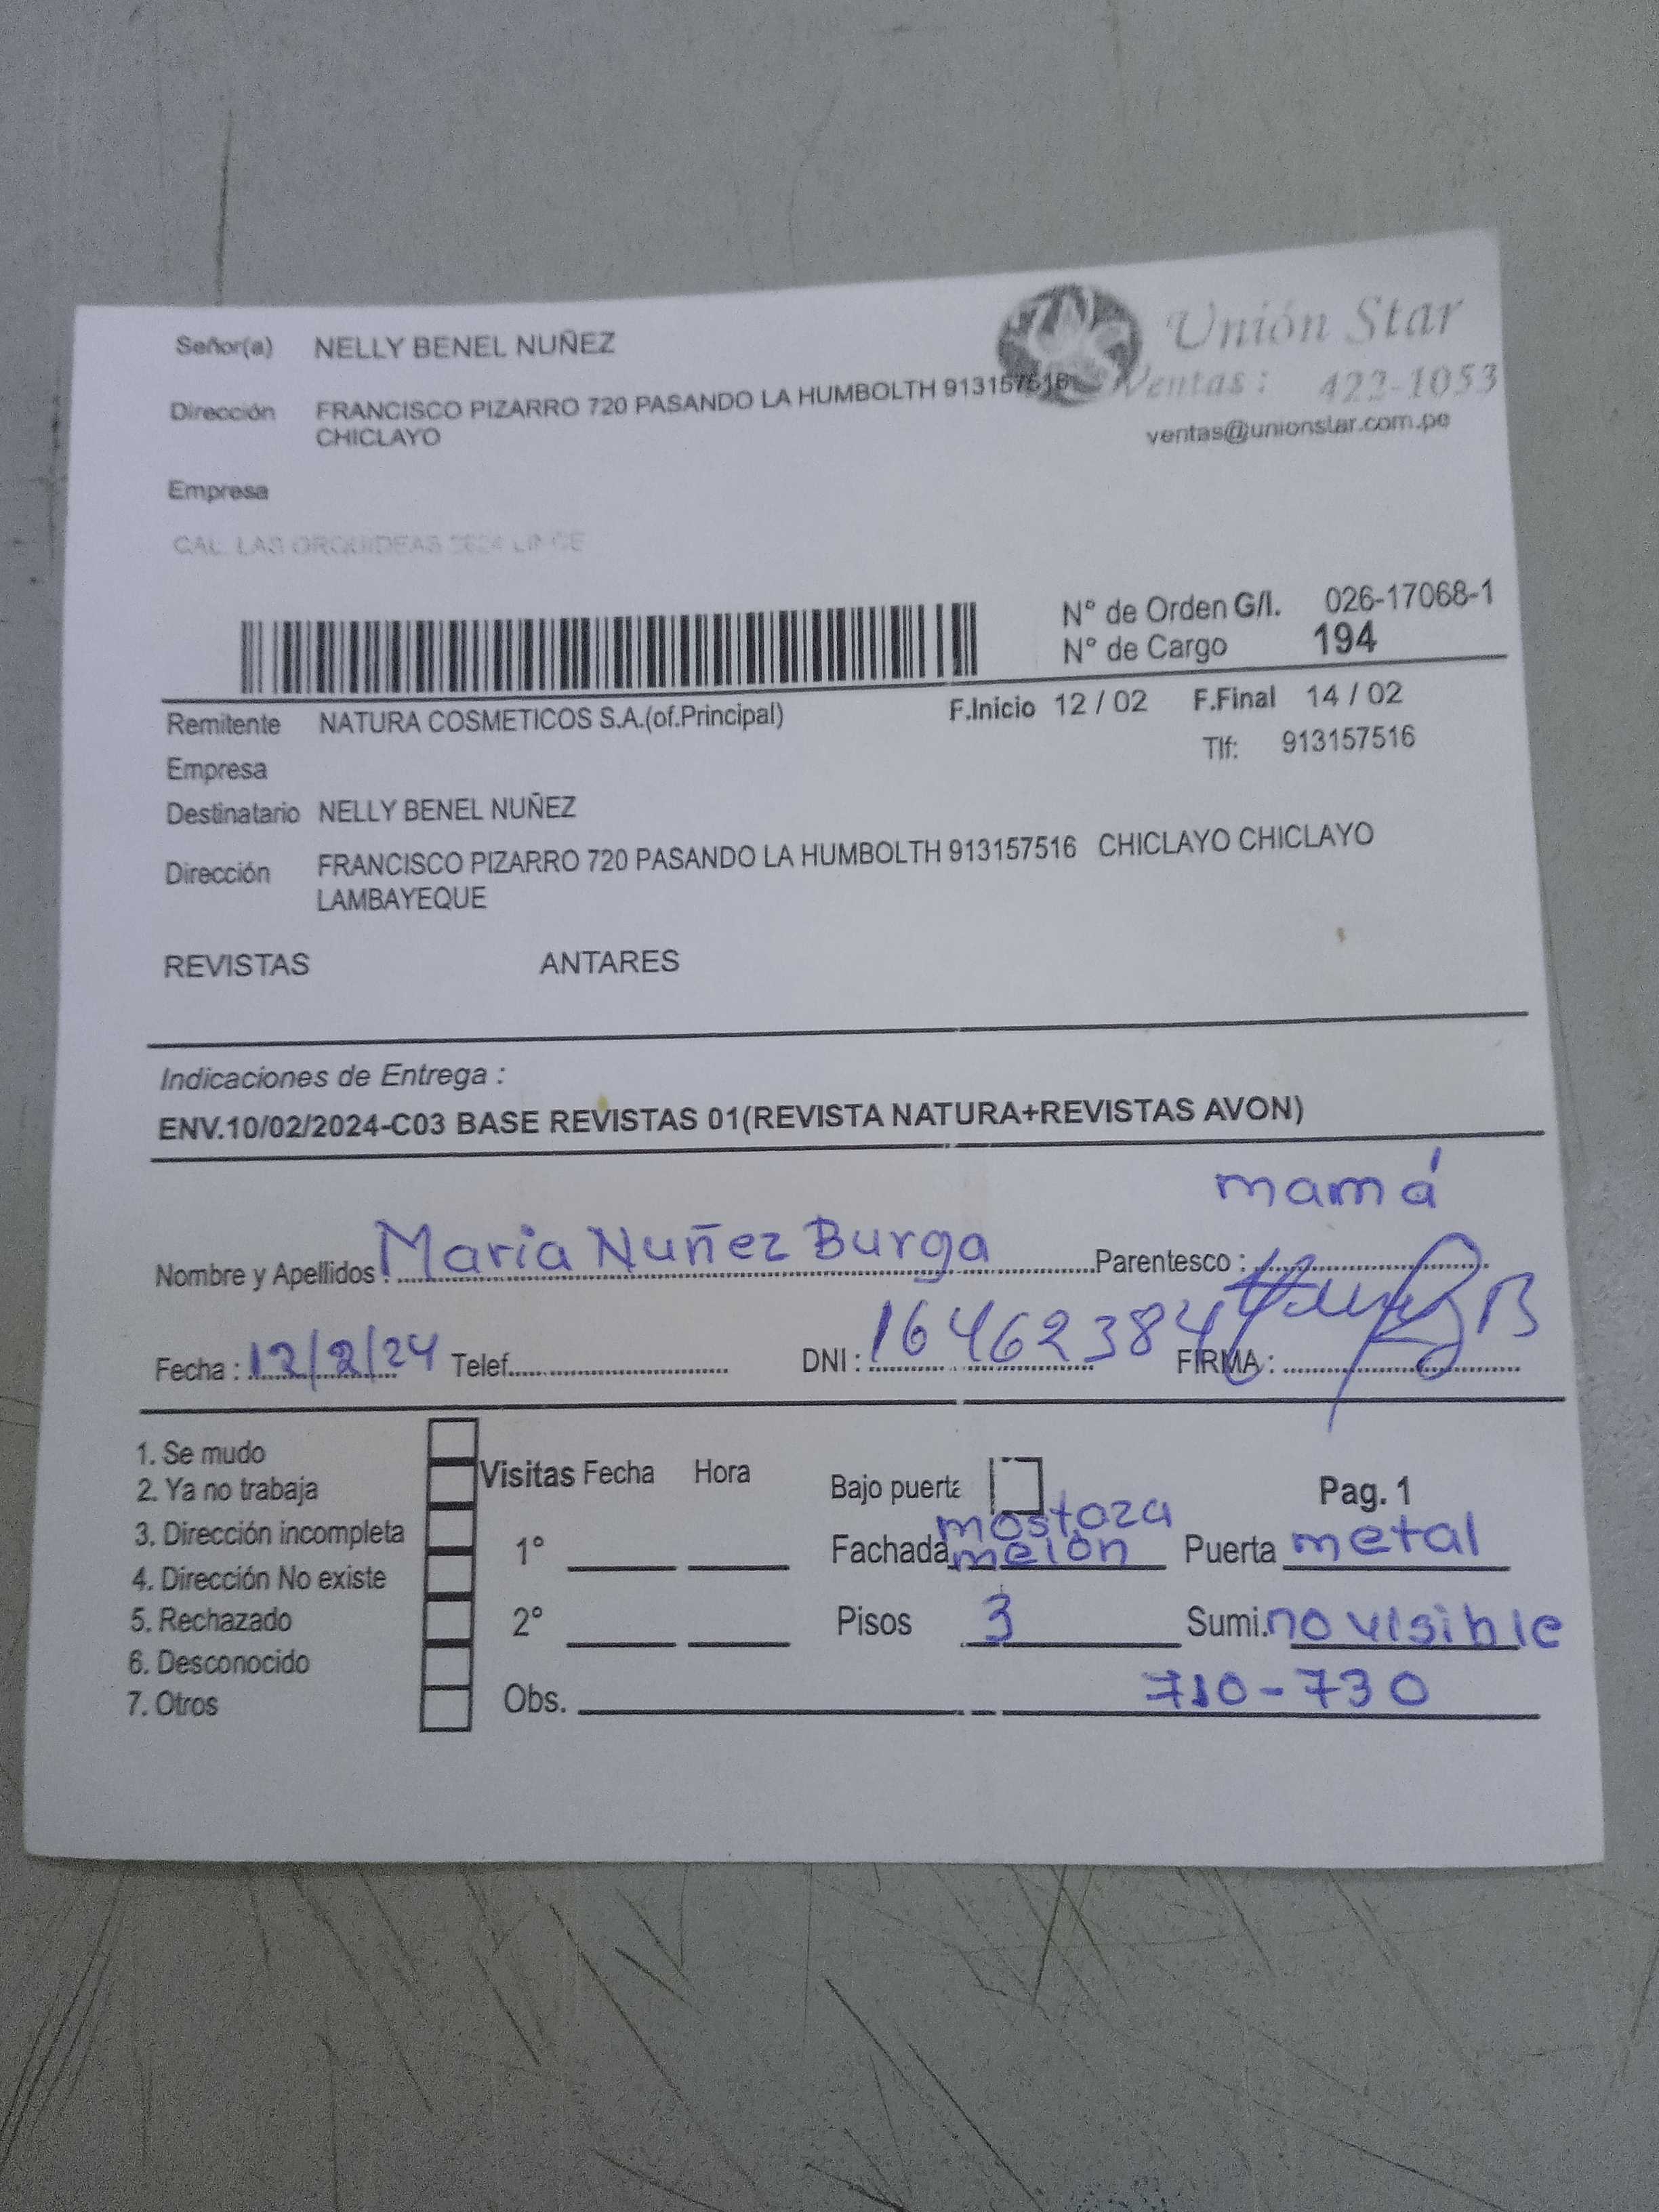 Señor(a) NELLY BENEL NUÑEZ
Unión Star
Ventas: 422-1053
ventas@unionstar.com.pe
Dirección FRANCISCO PIZARRO 720 PASANDO LA HUMBOLTH 913157516
CHICLAYO
Empresa
CAL. LAS ORQUIDEAS 2624 LINCE
N° de Orden G/I. 026-17068-1
N° de Cargo 194
Remitente NATURA COSMETICOS S.A.(of.Principal) F.Inicio 12 / 02 F.Final 14 / 02
Empresa Tlf: 913157516
Destinatario NELLY BENEL NUÑEZ
Dirección FRANCISCO PIZARRO 720 PASANDO LA HUMBOLTH 913157516 CHICLAYO CHICLAYO
LAMBAYEQUE
REVISTAS ANTARES
Indicaciones de Entrega :
ENV.10/02/2024-C03 BASE REVISTAS 01(REVISTA NATURA+REVISTAS AVON)
mamá
Nombre y Apellidos : Maria Nuñez Burga Parentesco :
Fecha : 12/2/24 Telef. DNI : 16462384 FIRMA :
1. Se mudo
2. Ya no trabaja
3. Dirección incompleta
4. Dirección No existe
5. Rechazado
6. Desconocido
7. Otros
Visitas Fecha Hora
1°
2°
Obs. 710-730
Bajo puerta Pag. 1
mostaza
Fachada melon Puerta metal
Pisos 3 Sumi. no visible